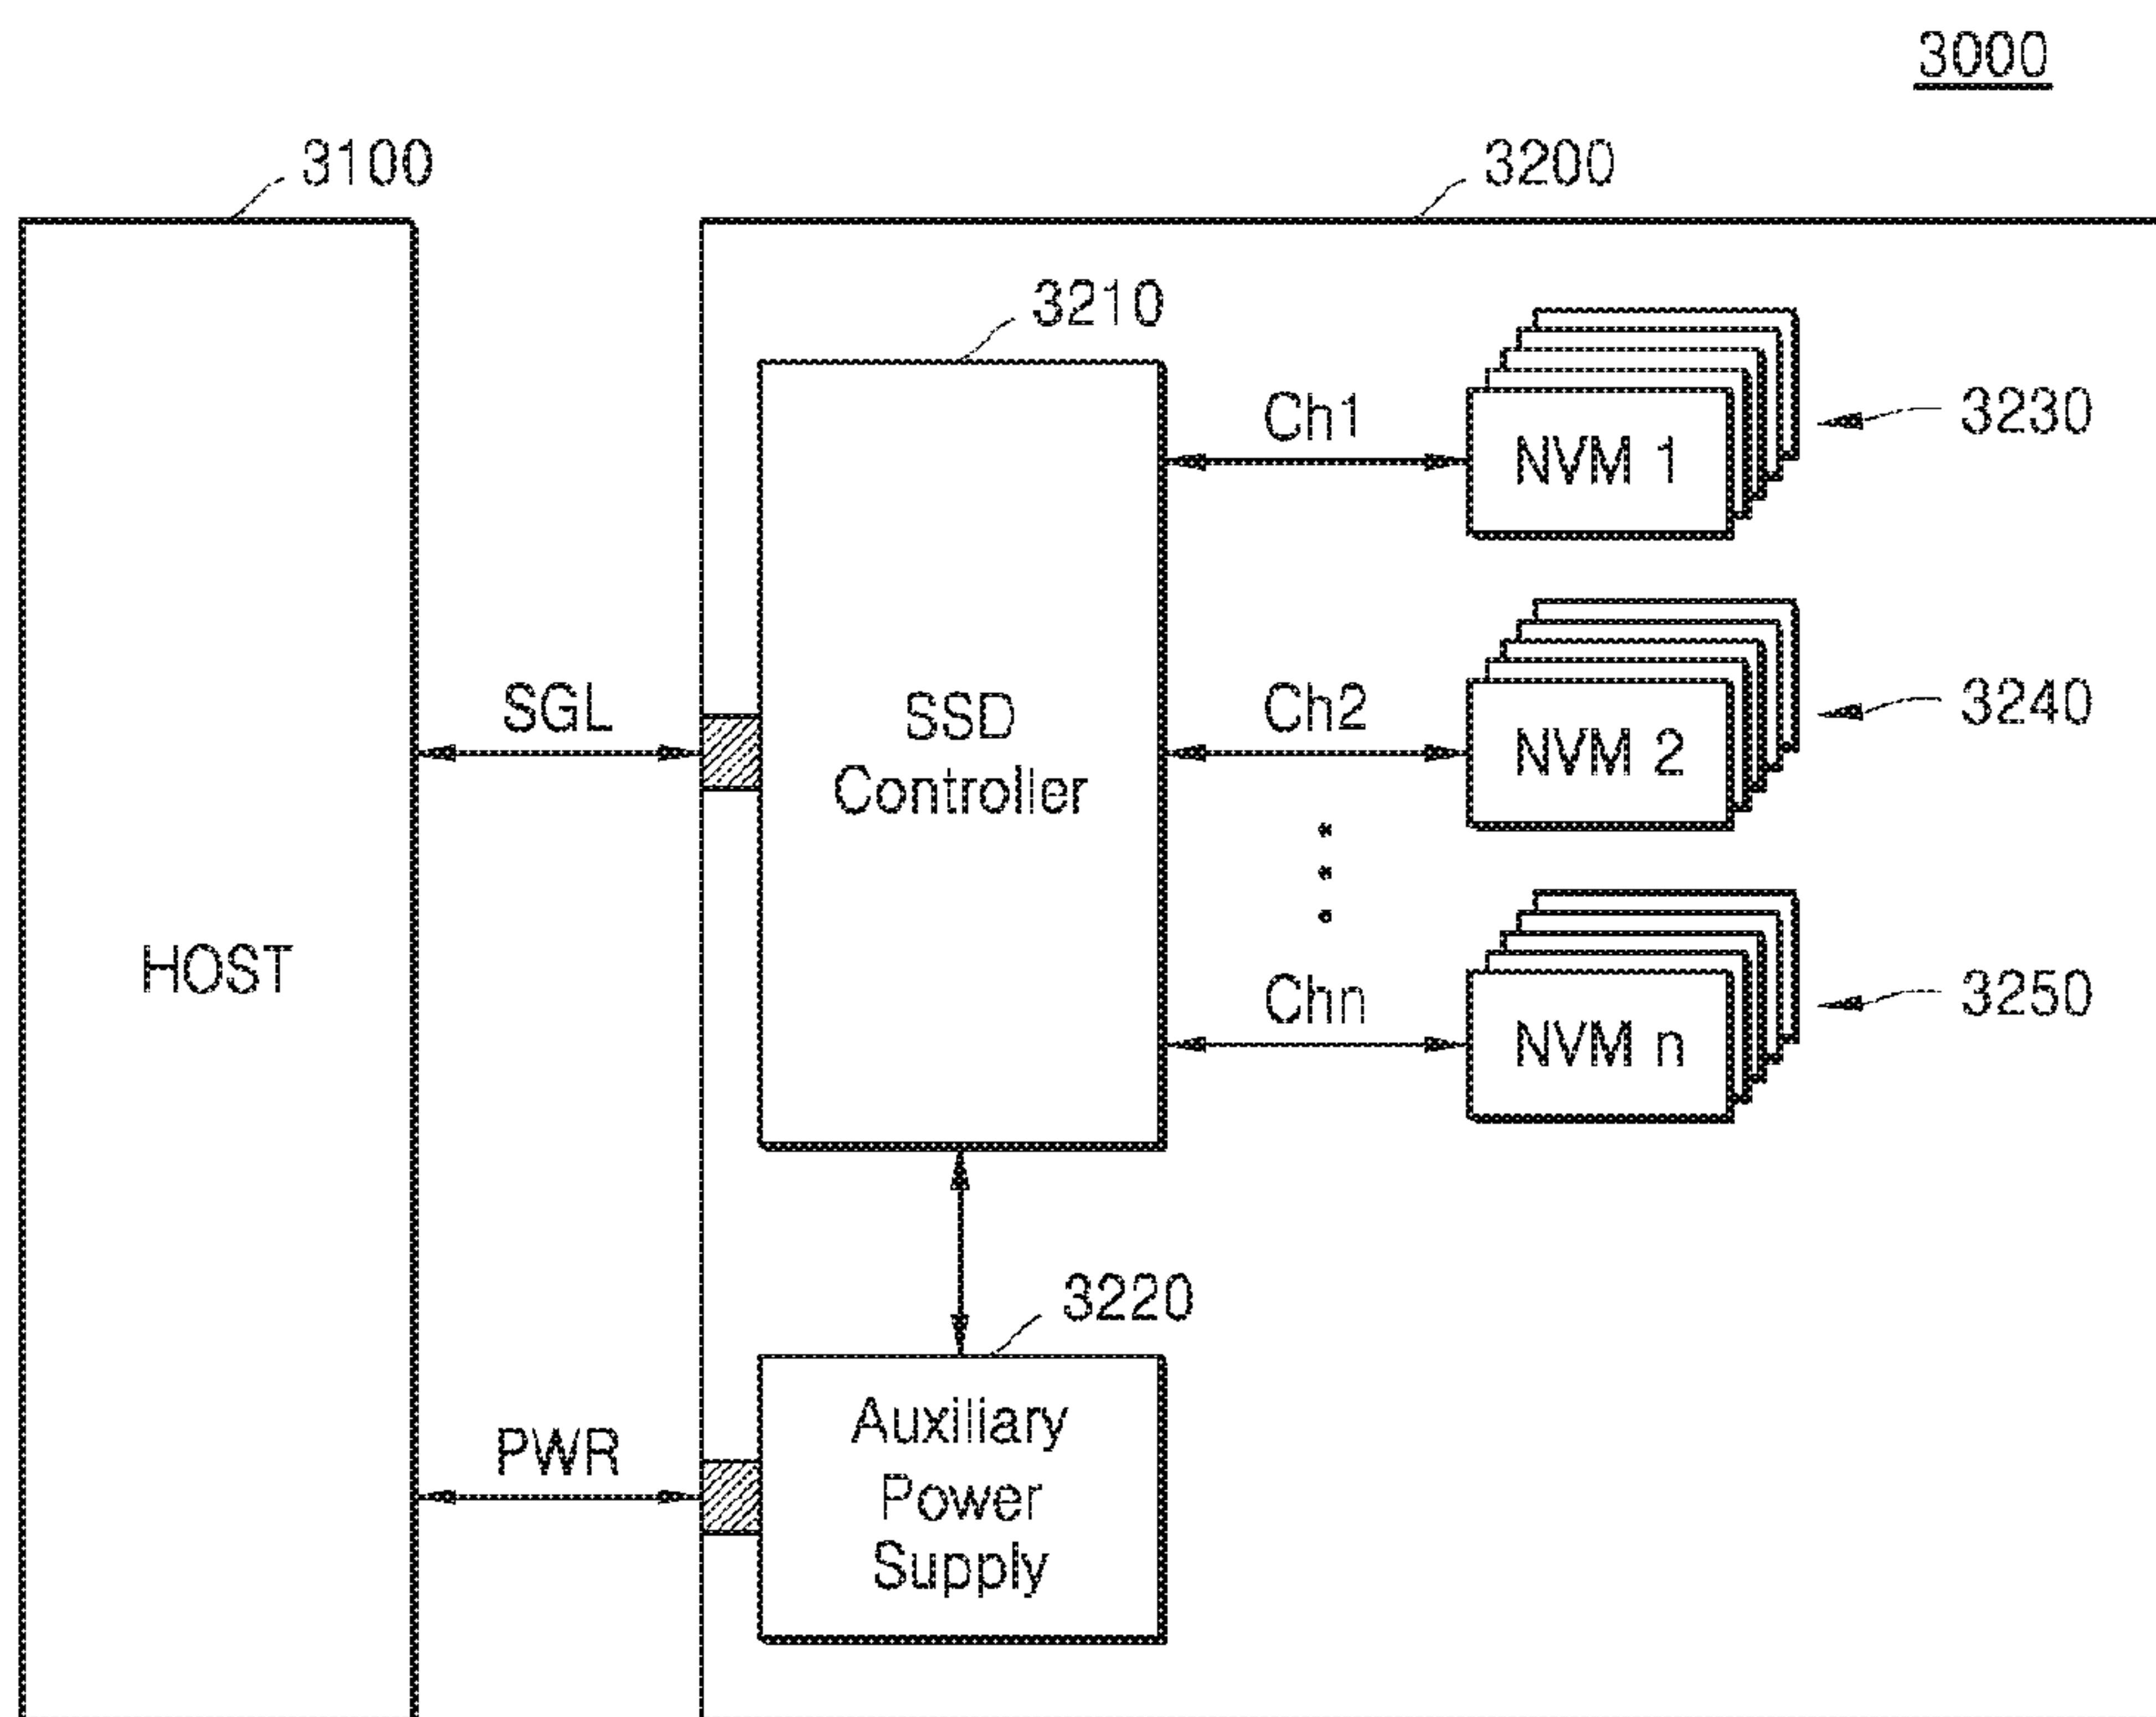 3000
3100
3200
3210
Ch1
NVM 1
3230
SGL
SSD
Controller
Ch2
NVM 2
3240
HOST
Chn
NVM n
3250
3220
PWR
Auxiliary
Power
Supply